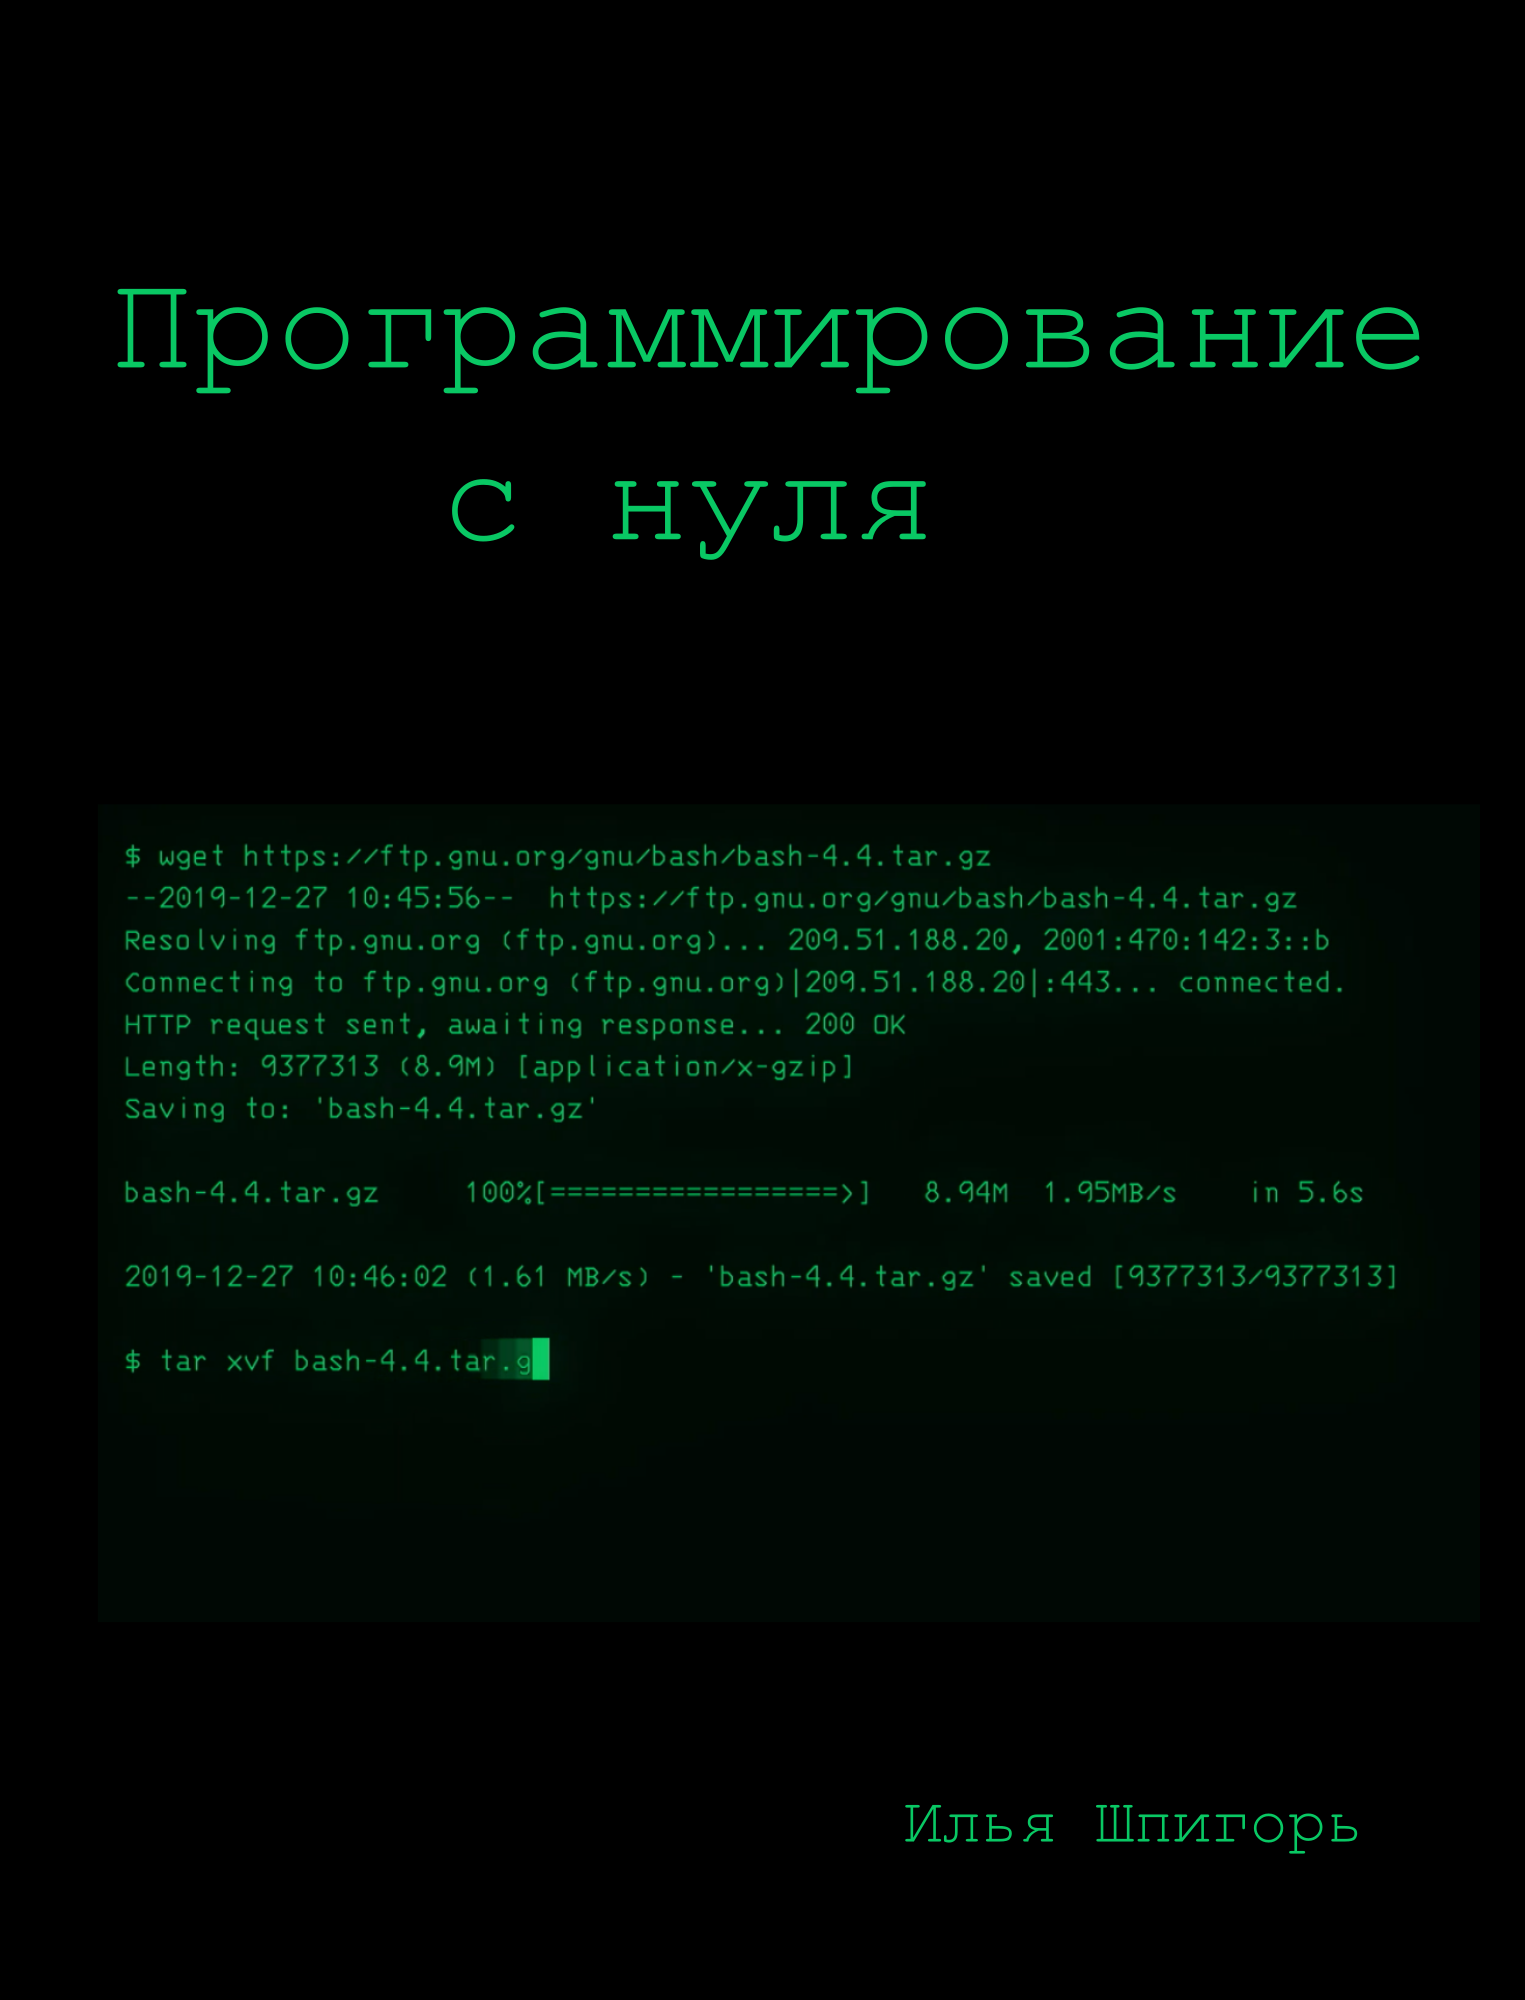 Программирование
с нуля
$ wget https://ftp.gnu.org/gnu/bash/bash-4.4.tar.gz
--2019-12-27 10:45:56--  https://ftp.gnu.org/gnu/bash/bash-4.4.tar.gz
Resolving ftp.gnu.org (ftp.gnu.org)... 209.51.188.20, 2001:470:142:3::b
Connecting to ftp.gnu.org (ftp.gnu.org)|209.51.188.20|:443... connected.
HTTP request sent, awaiting response... 200 OK
Length: 9377313 (8.9M) [application/x-gzip]
Saving to: 'bash-4.4.tar.gz'
bash-4.4.tar.gz     100%[=================>]   8.94M  1.95MB/s    in 5.6s
2019-12-27 10:46:02 (1.61 MB/s) - 'bash-4.4.tar.gz' saved [9377313/9377313]
$ tar xvf bash-4.4.tar.g
Илья Шпигорь